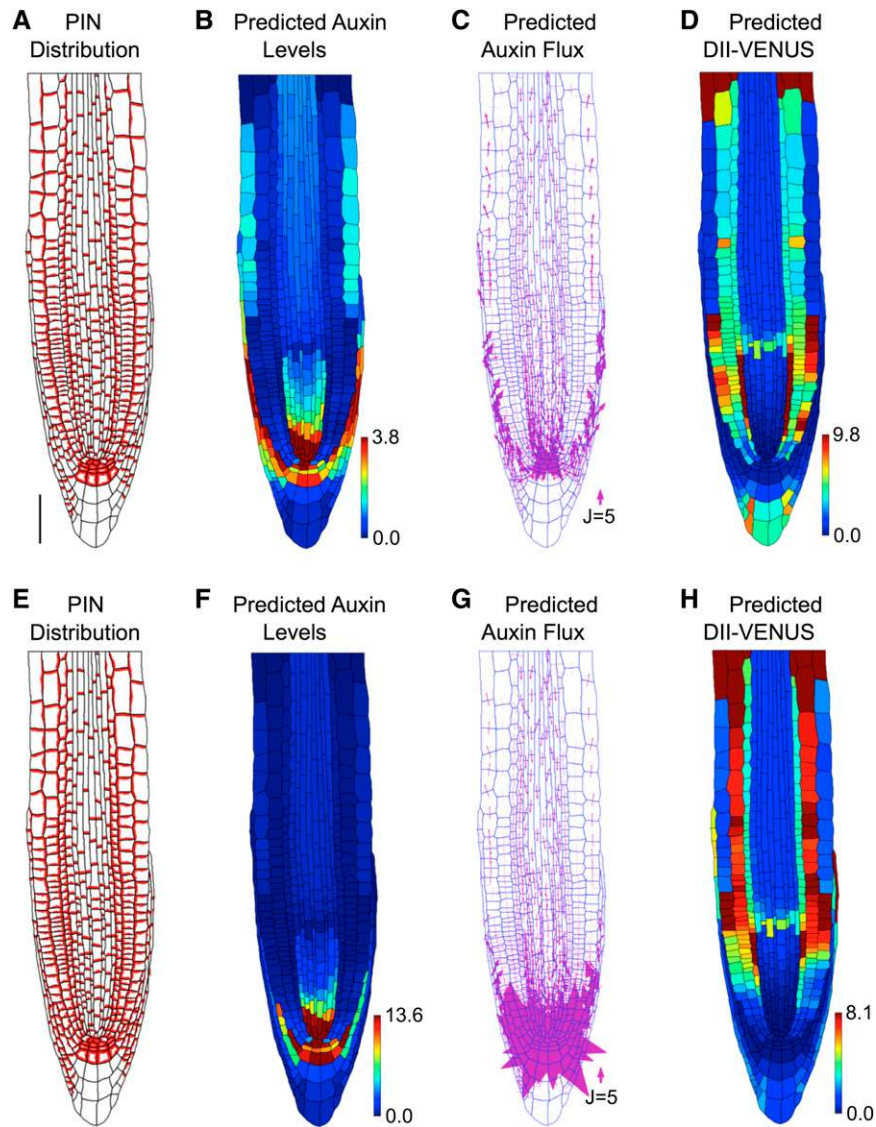 A PIN Distribution
B Predicted Auxin Levels
C Predicted Auxin Flux
D Predicted DII-VENUS
3.8
0.0
J=5
9.8
0.0
E PIN Distribution
F Predicted Auxin Levels
G Predicted Auxin Flux
H Predicted DII-VENUS
13.6
0.0
J=5
8.1
0.0